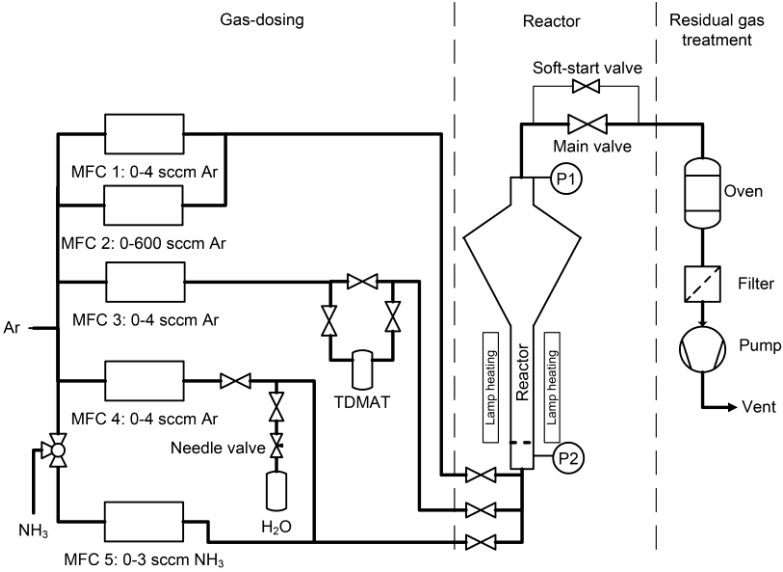 Gas-dosing
Reactor
Residual gas
treatment
Soft-start valve
Main valve
MFC 1: 0-4 sccm Ar
P1
Oven
MFC 2: 0-600 sccm Ar
Filter
MFC 3: 0-4 sccm Ar
Ar
Pump
Lamp heating
Reactor
Lamp heating
TDMAT
Vent
MFC 4: 0-4 sccm Ar
Needle valve
P2
NH₃
H₂O
MFC 5: 0-3 sccm NH₃